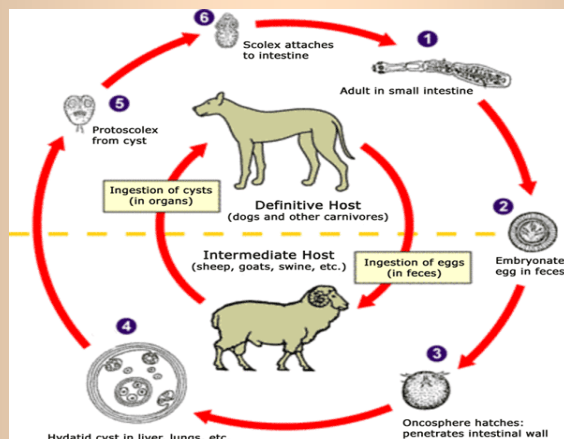 6
Scolex attaches
to intestine
1
Adult in small intestine
5
Protoscolex
from cyst
Ingestion of cysts
(in organs)
Definitive Host
(dogs and other carnivores)
2
Embryonate
egg in feces
Intermediate Host
(sheep, goats, swine, etc.)
Ingestion of eggs
(in feces)
4
3
Hydatid cyst in liver, lungs, etc
Oncosphere hatches:
penetrates intestinal wall